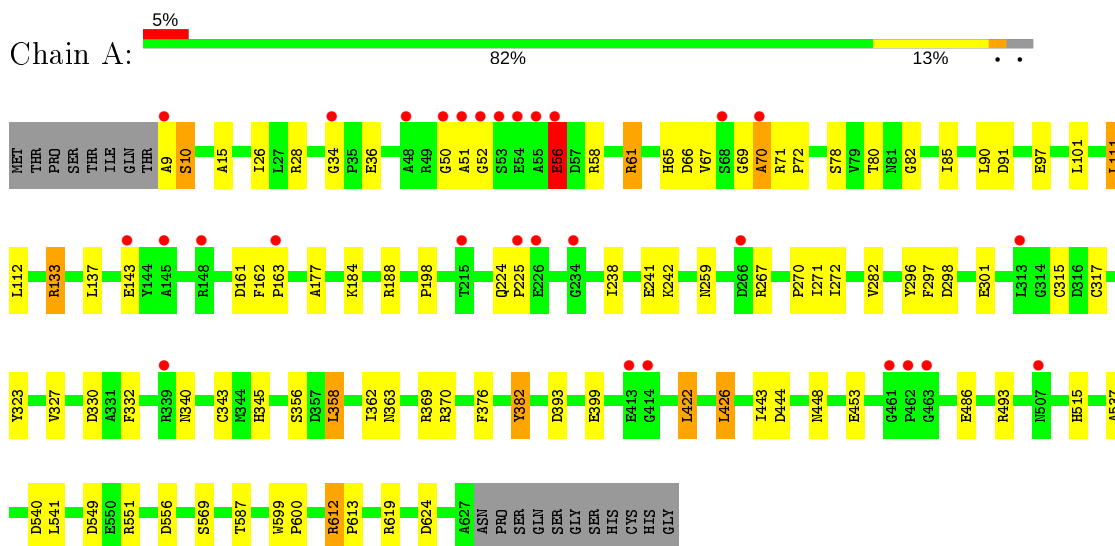 5%
Chain A:
82% 13% • •
MET THR PRO SER THR ILE GLN THR A9 S10 A15 I26 L27 R28 G34 P35 E36 A48 R49 G50 A51 G52 S53 E54 A55 E56 D57 R58 R61 H65 D66 V67 S68 G69 A70 R71 P72 S78 V79 T80 N81 G82 I85 L90 D91 E97 L101 L111
L112 R133 L137 E143 Y144 A145 R148 D161 F162 P163 A177 K184 R188 P198 T215 Q224 P225 E226 G234 I238 E241 K242 N259 D266 R267 P270 I271 I272 V282 Y296 F297 D298 E301 L313 G314 C315 D316 C317
Y323 V327 D330 A331 F332 R339 N340 C343 M344 H345 S356 D357 L358 I362 N363 R369 R370 F376 Y382 D393 E399 E413 G414 L422 L426 I443 D444 N448 E453 G461 P462 G463 E486 R493 N507 H515 A537
D540 L541 D549 E550 R551 D556 S569 T587 W599 P600 R612 P613 R619 D624 A627 ASN PRO SER GLN SER GLY SER HIS CYS HIS GLY